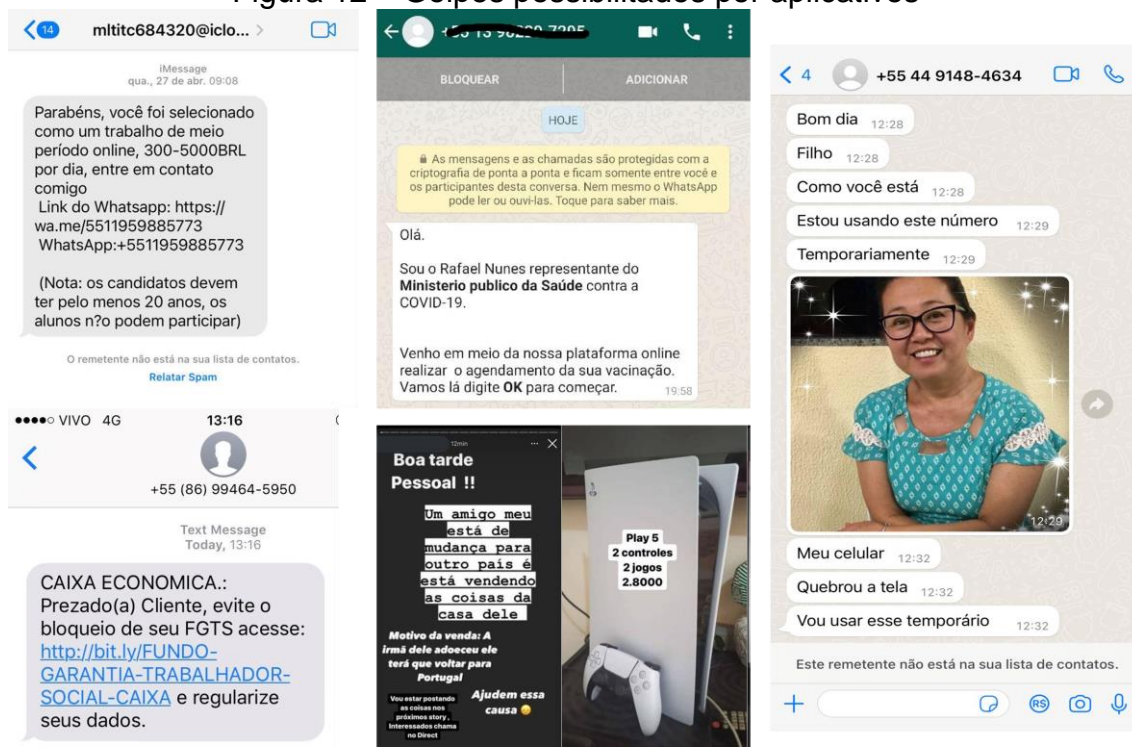 Figura 12 – Golpes possibilitados por aplicativos
14
mltitc684320@iclo...
iMessage
qua., 27 de abr. 09:08
Parabéns, você foi selecionado
como um trabalho de meio
período online, 300-5000BRL
por dia, entre em contato
comigo
Link do Whatsapp: https://
wa.me/5511959885773
WhatsApp:+5511959885773
(Nota: os candidatos devem
ter pelo menos 20 anos, os
alunos n?o podem participar)
O remetente não está na sua lista de contatos.
Relatar Spam
VIVO 4G 13:16
+55 (86) 99464-5950
Text Message
Today, 13:16
CAIXA ECONOMICA.:
Prezado(a) Cliente, evite o
bloqueio de seu FGTS acesse:
http://bit.ly/FUNDO-
GARANTIA-TRABALHADOR-
SOCIAL-CAIXA e regularize
seus dados.
BLOQUEAR ADICIONAR
HOJE
As mensagens e as chamadas são protegidas com a
criptografia de ponta a ponta e ficam somente entre você e
os participantes desta conversa. Nem mesmo o WhatsApp
pode ler ou ouvi-las. Toque para saber mais.
Olá.
Sou o Rafael Nunes representante do
Ministerio publico da Saúde contra a
COVID-19.
Venho em meio da nossa plataforma online
realizar o agendamento da sua vacinação.
Vamos lá digite OK para começar. 19:58
12min
Boa tarde
Pessoal !!
Um amigo meu
está de
mudança para
outro país é
está vendendo
as coisas da
casa dele
Motivo da venda: A
irmã dele adoeceu ele
terá que voltar para
Portugal
Vou estar postando
as coisas nos
próximos story ,
Interessados chama
no Direct
Ajudem essa
causa
Play 5
2 controles
2 jogos
2.8000
4
+55 44 9148-4634
Bom dia 12:28
Filho 12:28
Como você está 12:28
Estou usando este número 12:29
Temporariamente 12:29
12:29
Meu celular 12:32
Quebrou a tela 12:32
Vou usar esse temporário 12:32
Este remetente não está na sua lista de contatos.
R$